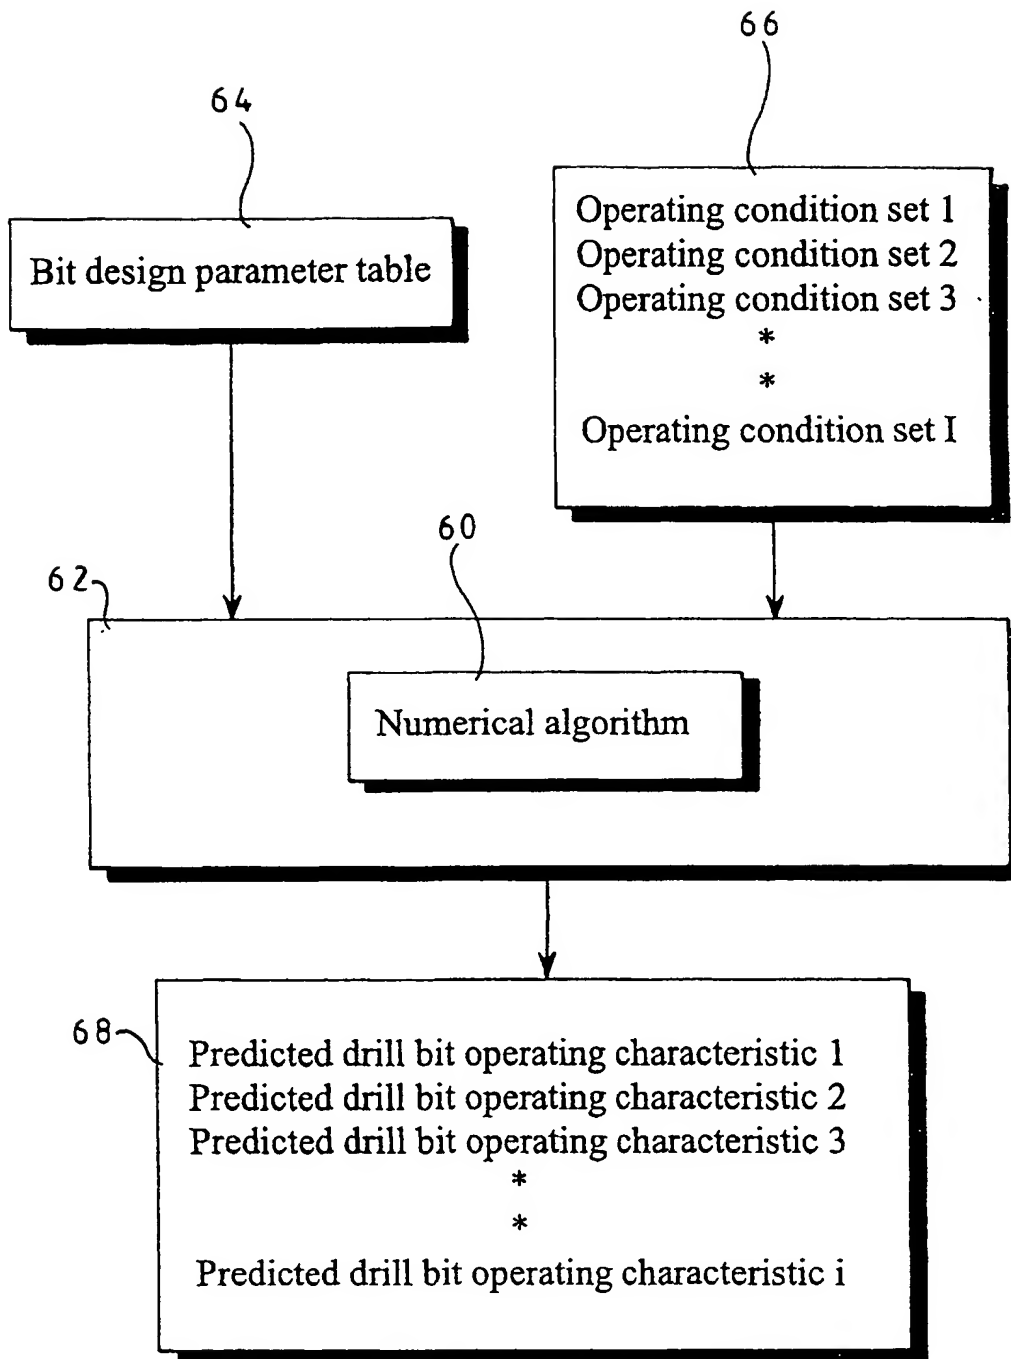 66
64
Operating condition set 1
Operating condition set 2
Operating condition set 3
*
*
Operating condition set I
Bit design parameter table
60
62
Numerical algorithm
68
Predicted drill bit operating characteristic 1
Predicted drill bit operating characteristic 2
Predicted drill bit operating characteristic 3
*
*
Predicted drill bit operating characteristic i